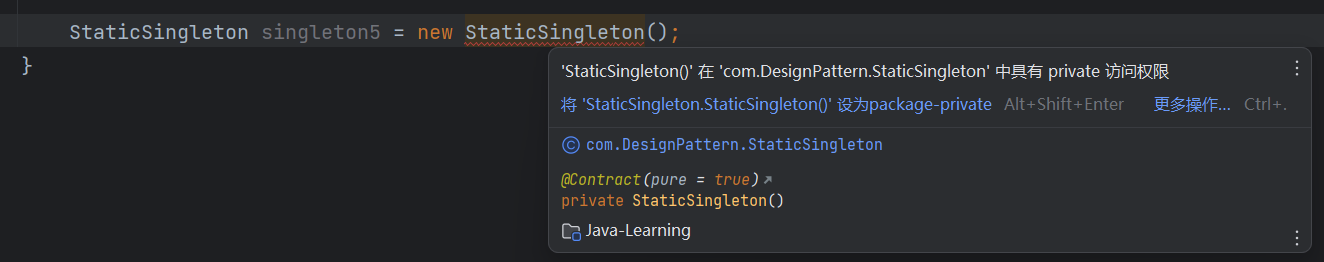 StaticSingleton singleton5 = new StaticSingleton();
}
'StaticSingleton()' 在 'com.DesignPattern.StaticSingleton' 中具有 private 访问权限
将 'StaticSingleton.StaticSingleton()' 设为package-private Alt+Shift+Enter 更多操作... Ctrl+.
com.DesignPattern.StaticSingleton
@Contract(pure = true)
private StaticSingleton()
Java-Learning